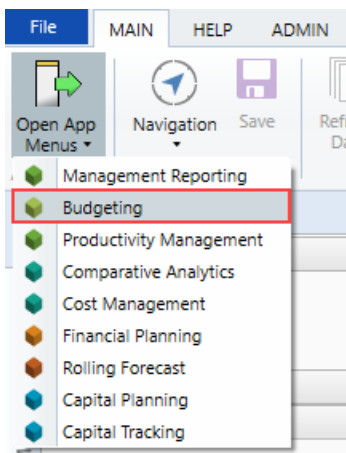 File MAIN HELP ADMIN
Open App Menus Navigation Save
Management Reporting
Budgeting
Productivity Management
Comparative Analytics
Cost Management
Financial Planning
Rolling Forecast
Capital Planning
Capital Tracking